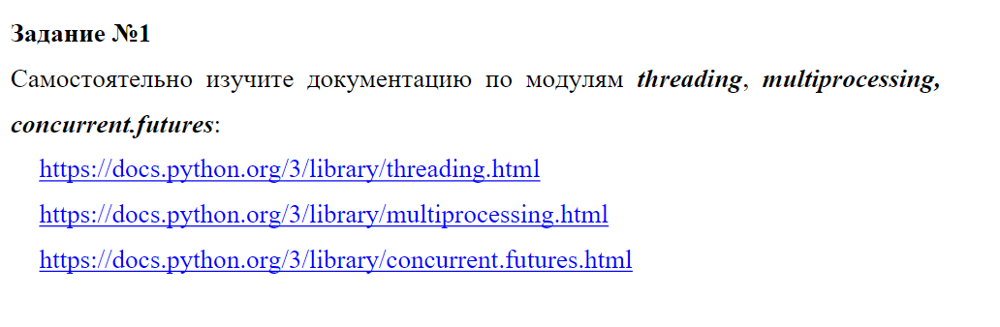 Задание №1
Самостоятельно изучите документацию по модулям threading, multiprocessing,
concurrent.futures:
https://docs.python.org/3/library/threading.html
https://docs.python.org/3/library/multiprocessing.html
https://docs.python.org/3/library/concurrent.futures.html